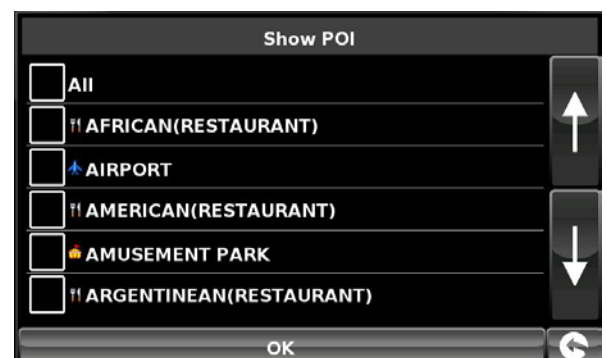 Show POI
All
AFRICAN(RESTAURANT)
AIRPORT
AMERICAN(RESTAURANT)
AMUSEMENT PARK
ARGENTINEAN(RESTAURANT)
OK